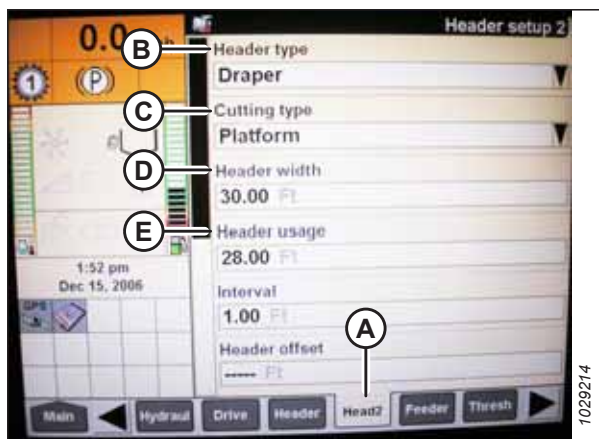 0.0
Header setup 2
B
Header type
1
(P)
Draper
C
Cutting type
Platform
D
Header width
30.00 Ft
E
Header usage
28.00 Ft
1:52 pm
Dec 15, 2006
Interval
1.00 Ft
GPS
A
Header offset
----- Ft
Main
Hydraul
Drive
Header
Head2
Feeder
Thresh
1029214